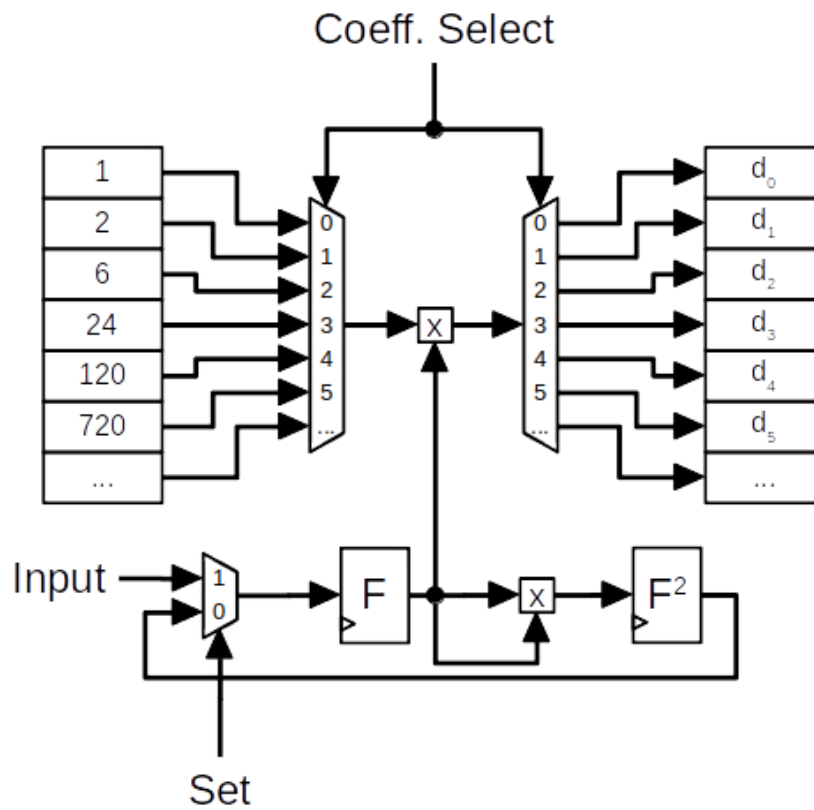 Coeff. Select
1
2
6
24
120
720
...
0
1
2
3
4
5
...
X
0
1
2
3
4
5
...
d₀
d₁
d₂
d₃
d₄
d₅
...
Input
1
0
F
X
F²
Set